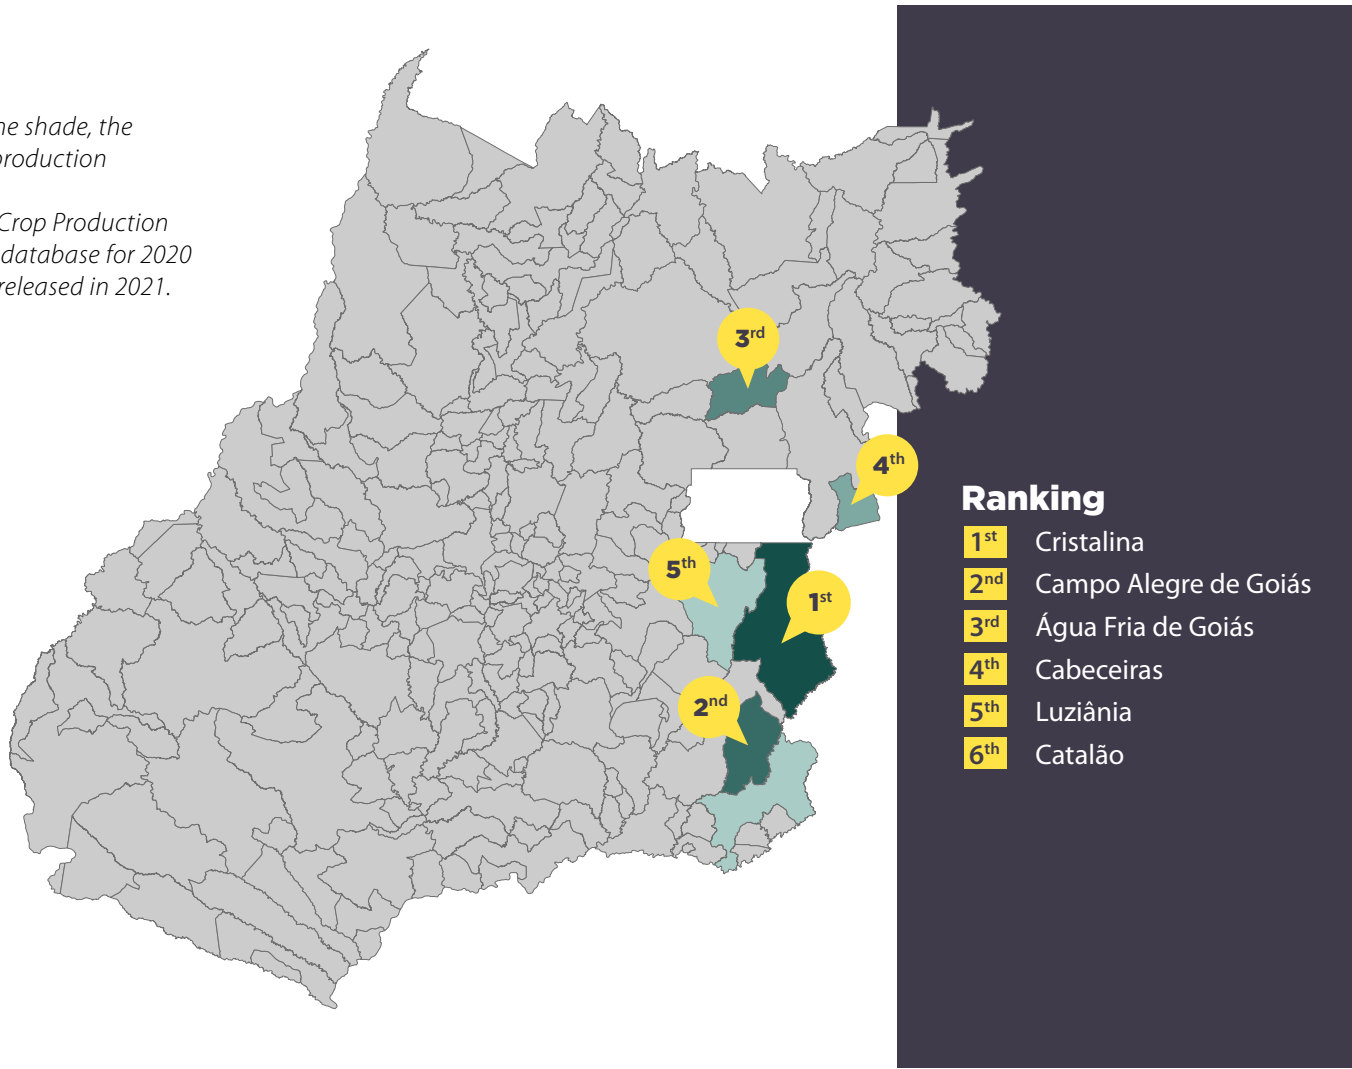 ne shade, the
production
Crop Production
database for 2020
released in 2021.
3rd
4th
5th
1st
2nd
Ranking
1st Cristalina
2nd Campo Alegre de Goiás
3rd Água Fria de Goiás
4th Cabeceiras
5th Luziânia
6th Catalão